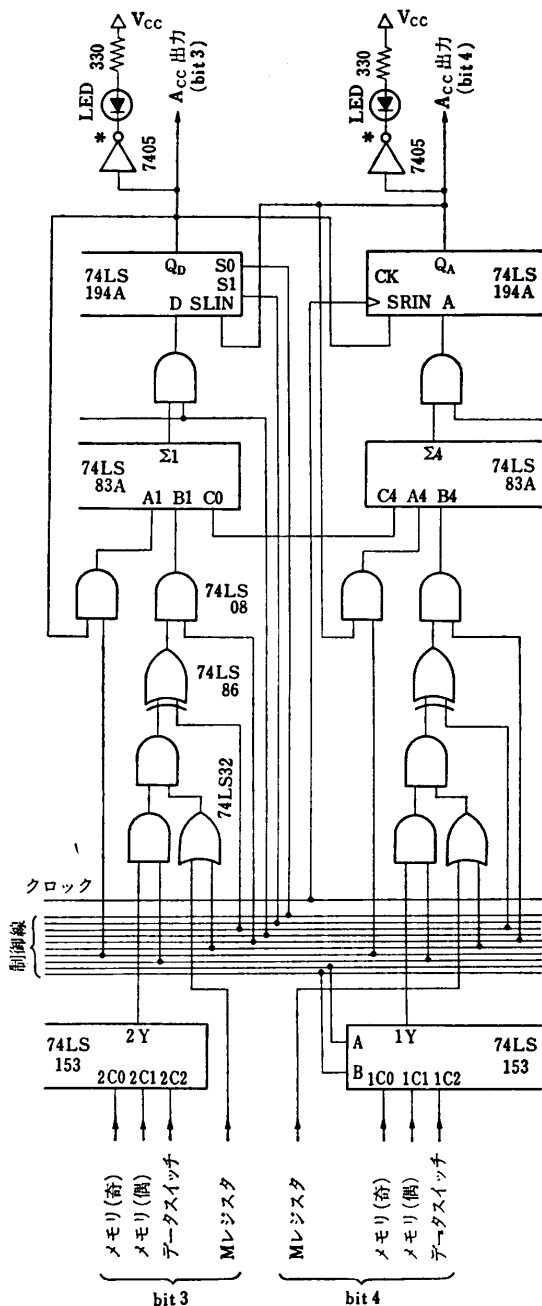 VCC
330
LED
*
7405
ACC 出力
(bit 3)
VCC
330
LED
*
7405
ACC 出力
(bit 4)
QD S0
S1
74LS
194A
D SLIN
QA
CK
74LS
194A
SRIN A
Σ1
74LS
83A
A1 B1 C0
Σ4
74LS
83A
C4 A4 B4
74LS
08
74LS
86
74LS32
クロック
制御線
2Y
74LS
153
2C0 2C1 2C2
1Y
A
B
74LS
153
1C0 1C1 1C2
メモリ(奇)
メモリ(偶)
データスイッチ
Mレジスタ
Mレジスタ
メモリ(奇)
メモリ(偶)
データスイッチ
bit 3
bit 4